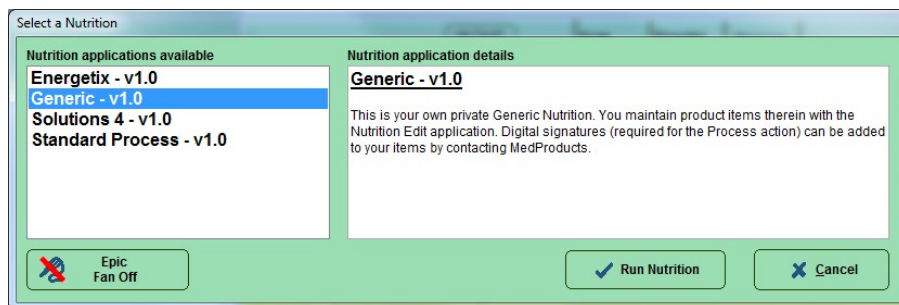 Select a Nutrition
Nutrition applications available
Energetix - v1.0
Generic - v1.0
Solutions 4 - v1.0
Standard Process - v1.0
Nutrition application details
Generic - v1.0
This is your own private Generic Nutrition. You maintain product items therein with the
Nutrition Edit application. Digital signatures (required for the Process action) can be added
to your items by contacting MedProducts.
Epic
Fan Off
Run Nutrition
Cancel